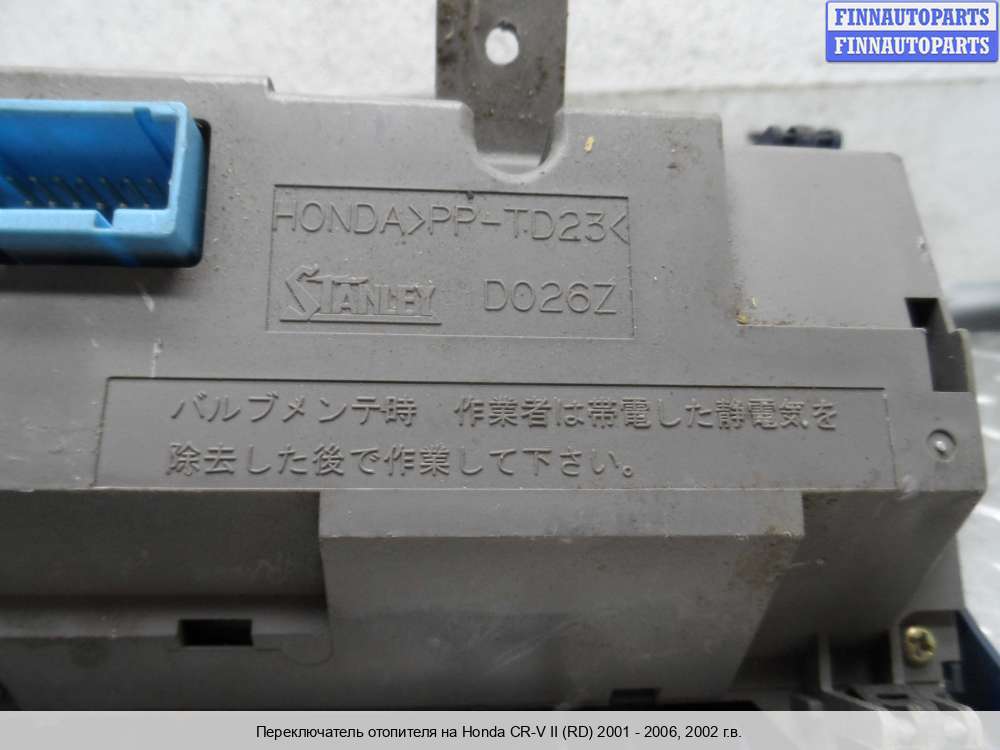 FINNAUTOPARTS
FINNAUTOPARTS
HONDA>PP-TD23<
STANLEY D026Z
バルブメンテ時 作業者は帯電した静電気を
除去した後で作業して下さい。
Переключатель отопителя на Honda CR-V II (RD) 2001 - 2006, 2002 г.в.